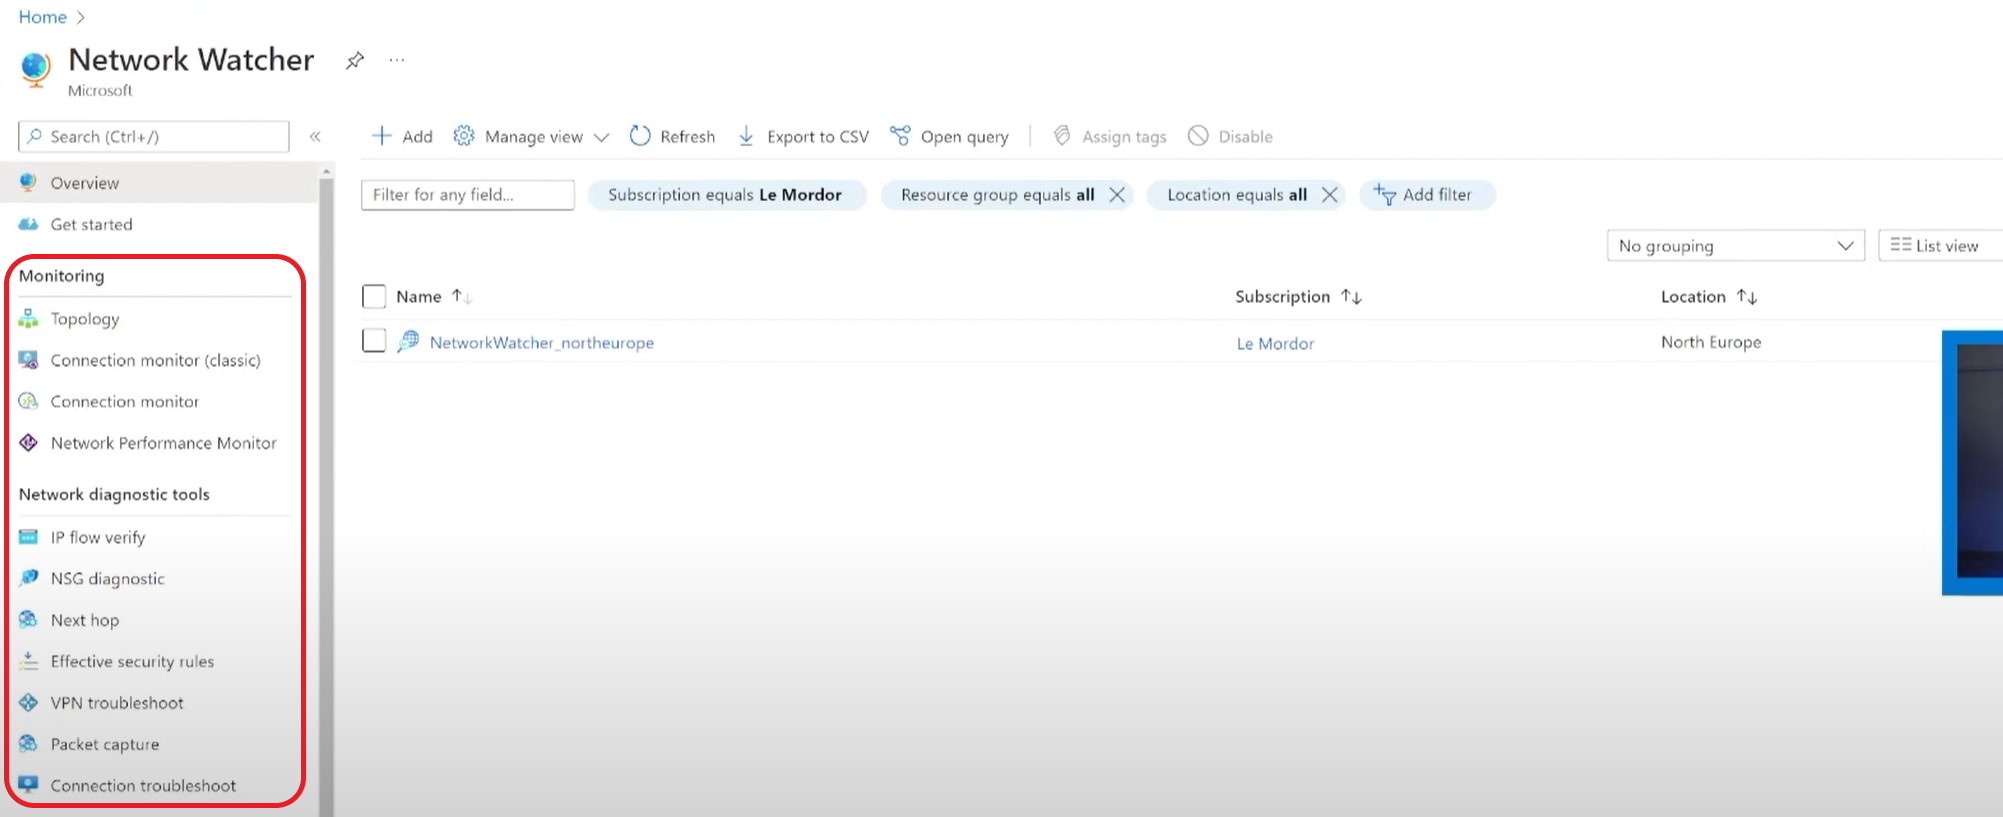 Home >
Network Watcher
Microsoft
Search (Ctrl+/)
Overview
Get started
Monitoring
Topology
Connection monitor (classic)
Connection monitor
Network Performance Monitor
Network diagnostic tools
IP flow verify
NSG diagnostic
Next hop
Effective security rules
VPN troubleshoot
Packet capture
Connection troubleshoot
Add Manage view Refresh Export to CSV Open query Assign tags Disable
Filter for any field... Subscription equals Le Mordor Resource group equals all Location equals all Add filter
No grouping List view
Name Subscription Location
NetworkWatcher_northeurope Le Mordor North Europe